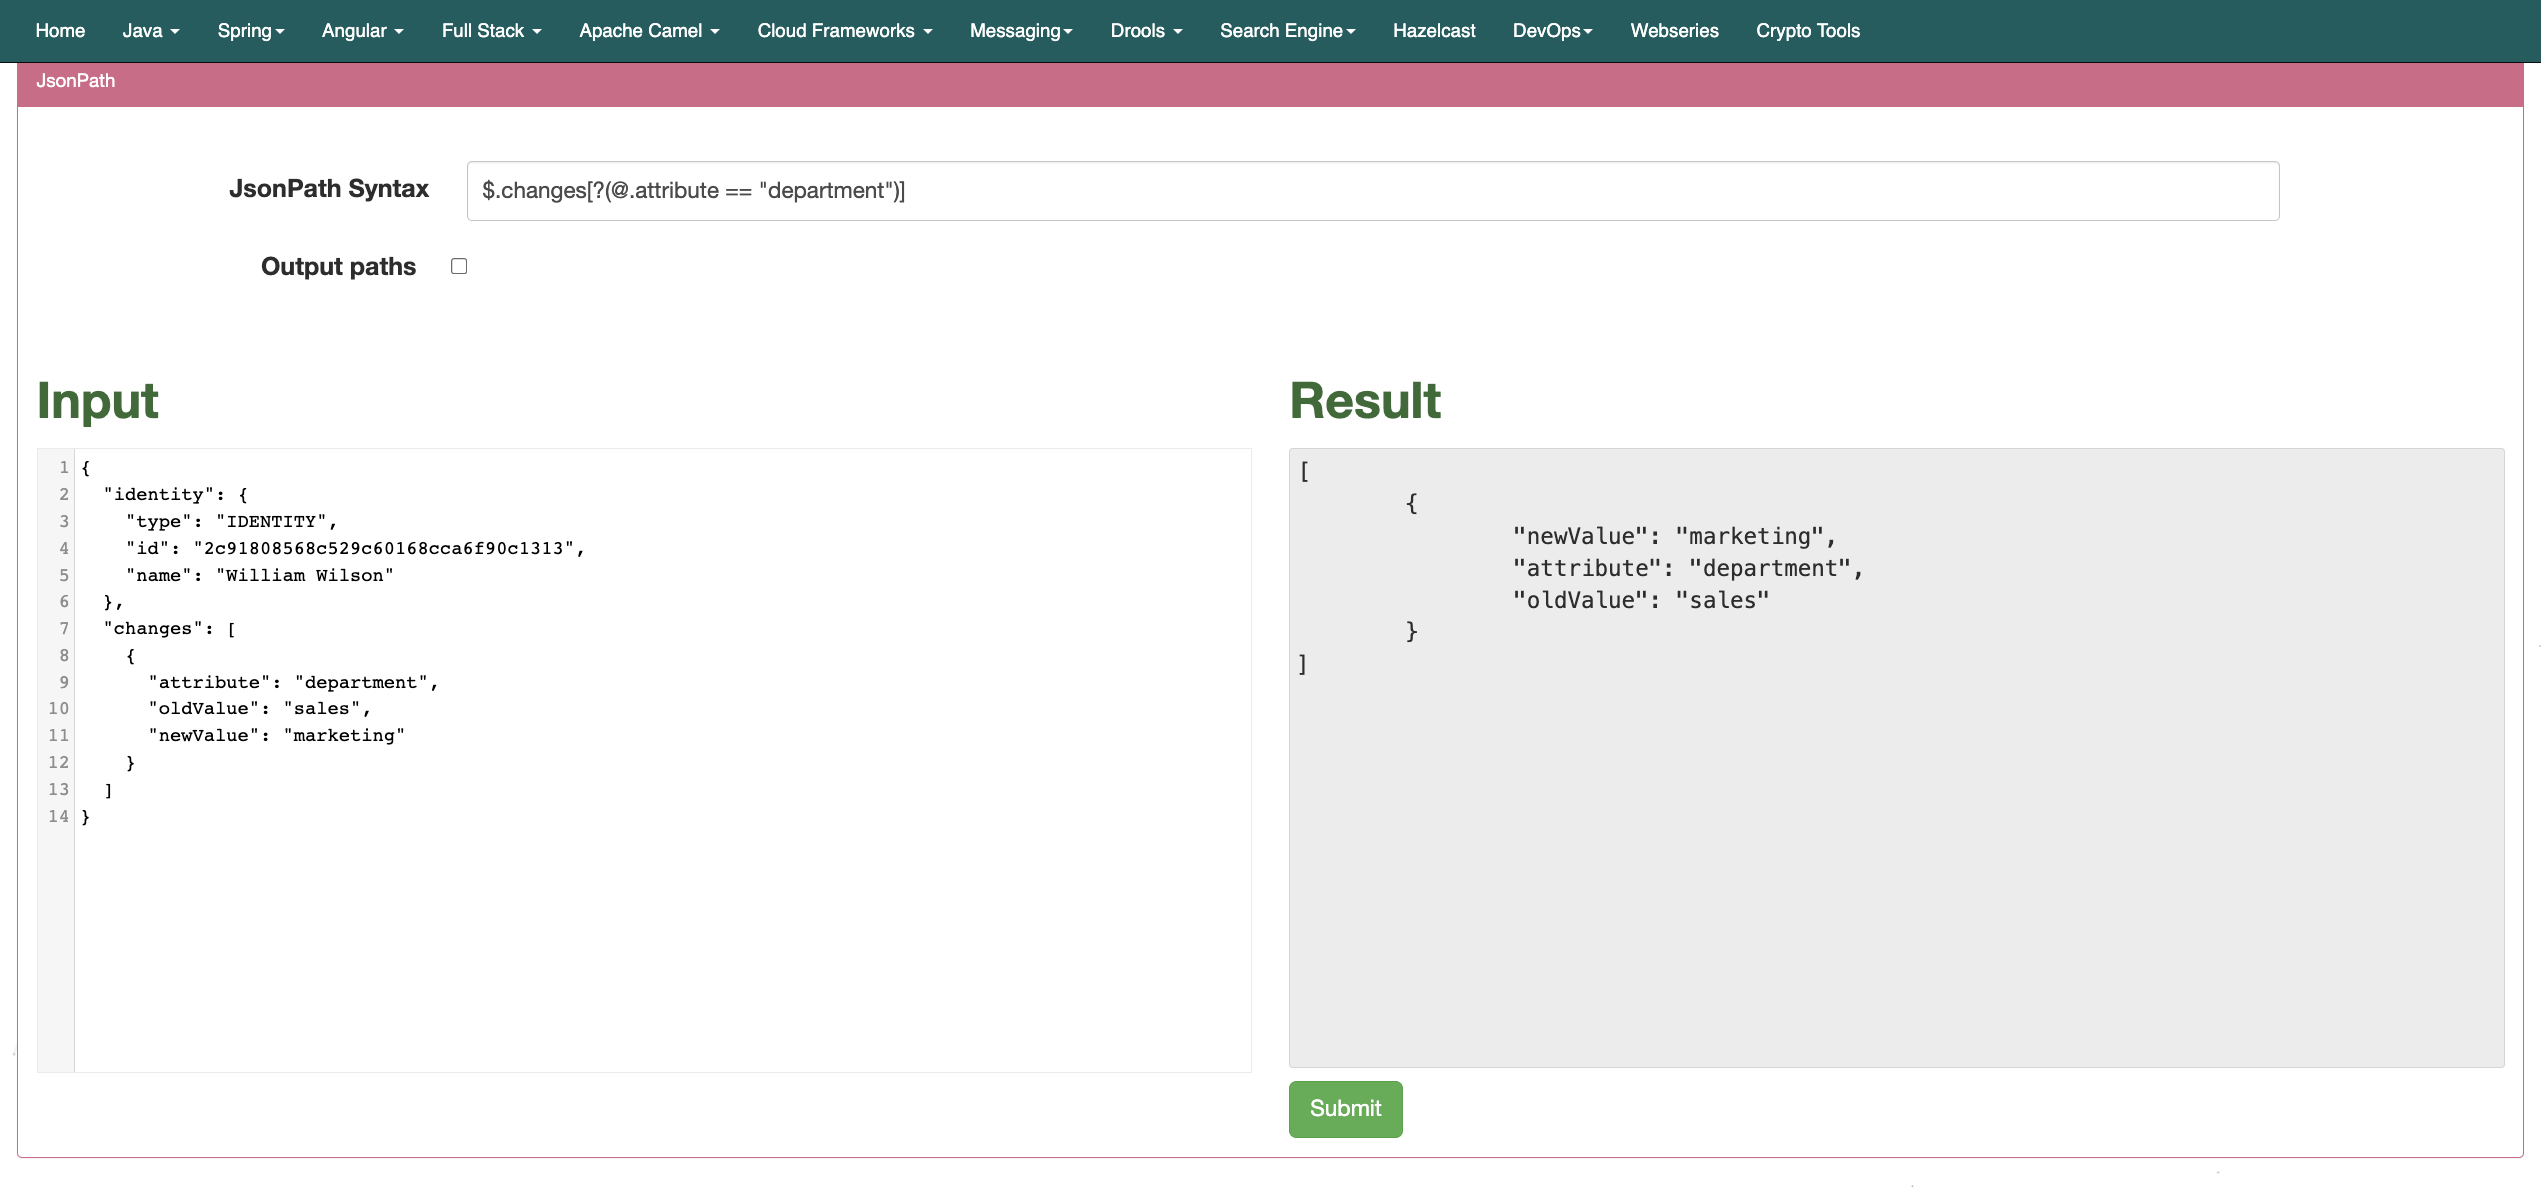 Home Java Spring Angular Full Stack Apache Camel Cloud Frameworks Messaging Drools Search Engine Hazelcast DevOps Webseries Crypto Tools
JsonPath
JsonPath Syntax $.changes[?(@.attribute == "department")]
Output paths
Input
1 {
2 "identity": {
3 "type": "IDENTITY",
4 "id": "2c91808568c529c60168cca6f90c1313",
5 "name": "William Wilson"
6 },
7 "changes": [
8 {
9 "attribute": "department",
10 "oldValue": "sales",
11 "newValue": "marketing"
12 }
13 ]
14 }
Result
[
{
"newValue": "marketing",
"attribute": "department",
"oldValue": "sales"
}
]
Submit